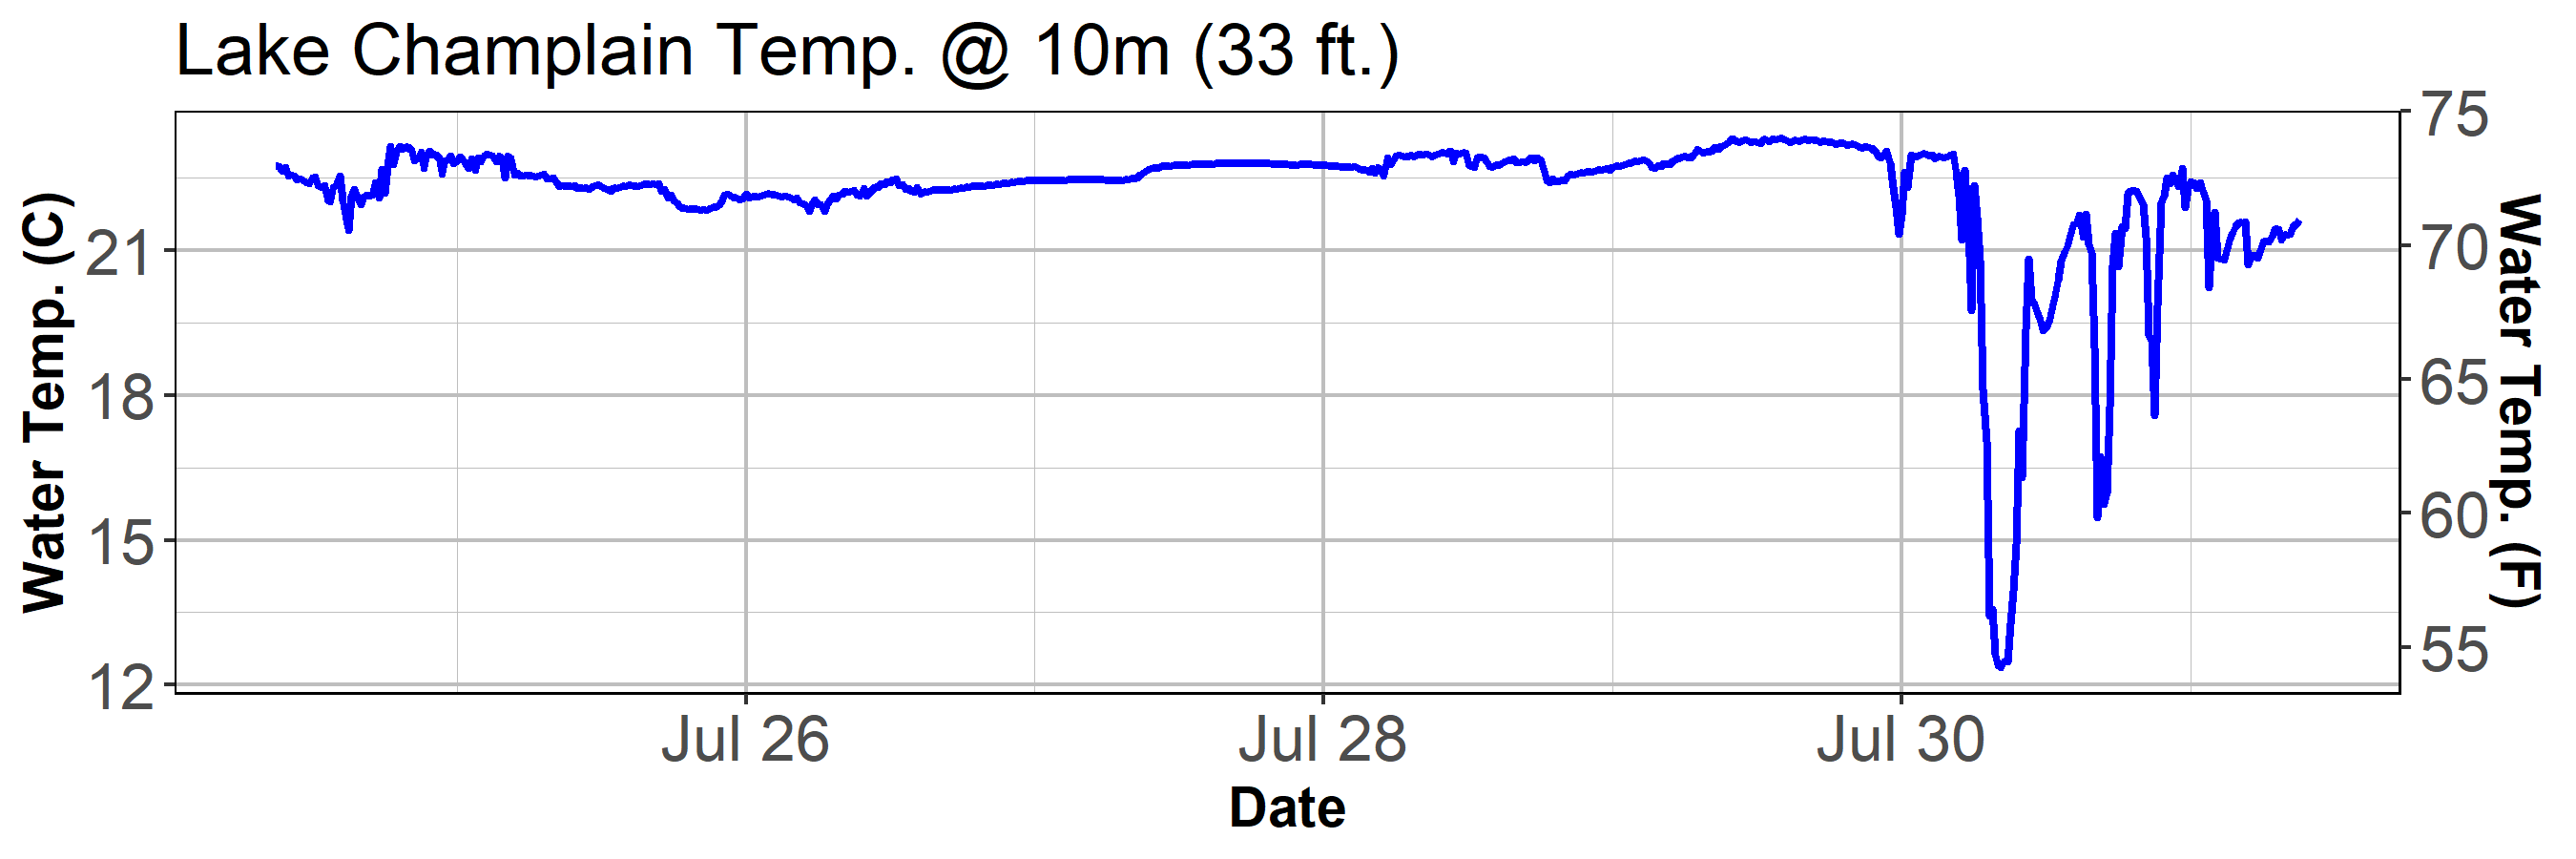 Lake Champlain Temp. @ 10m (33 ft.)
Water Temp. (C)
21
18
15
12
75
70
65
60
55
Water Temp. (F)
Jul 26
Jul 28
Jul 30
Date